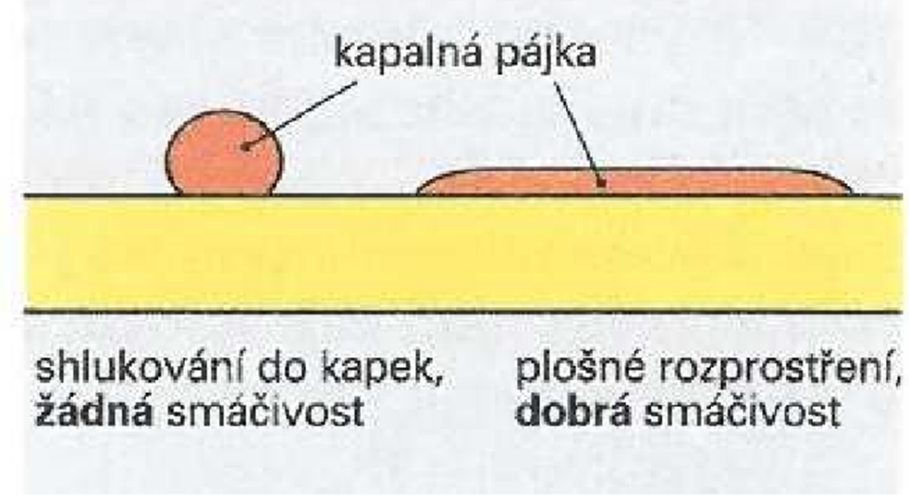 kapalná pájka
shlukování do kapek,
žádná smáčivost
plošné rozprostření,
dobrá smáčivost